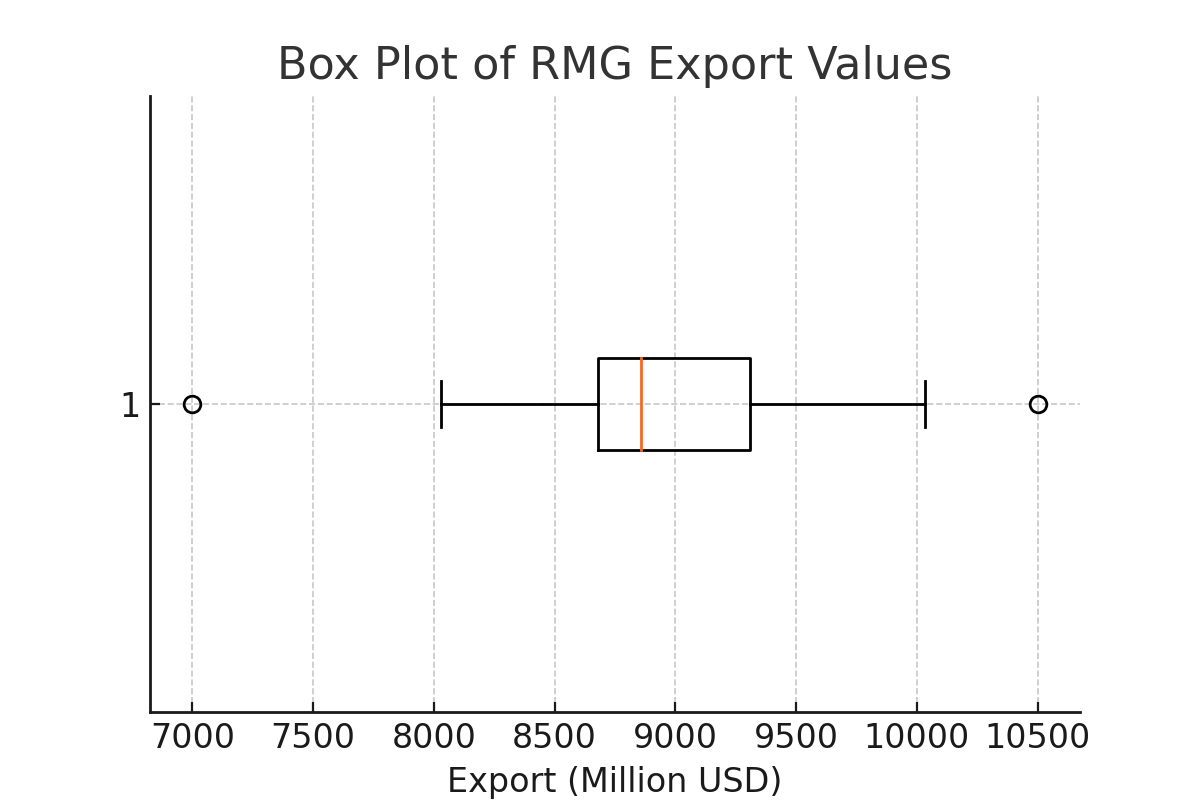 Box Plot of RMG Export Values
1
7000 7500 8000 8500 9000 9500 10000 10500
Export (Million USD)